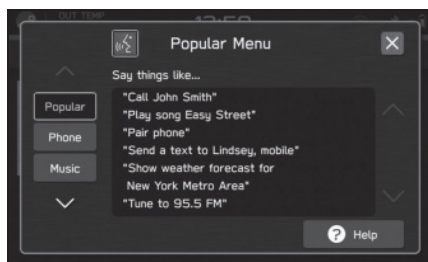 OUT TEMP
12:50
Popular Menu
Say things like...
Popular
Phone
Music
"Call John Smith"
"Play song Easy Street"
"Pair phone"
"Send a text to Lindsey, mobile"
"Show weather forecast for
New York Metro Area"
"Tune to 95.5 FM"
? Help